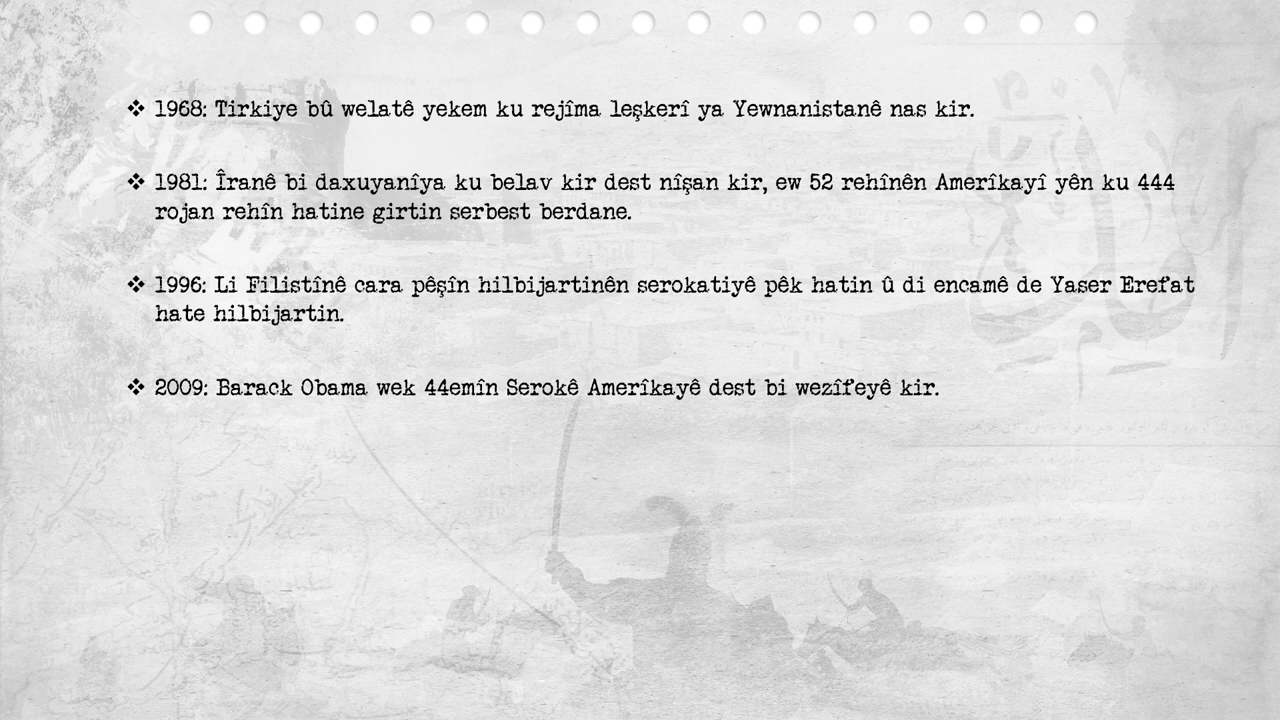 ❖ 1968: Tirkiye bû welatê yekem ku rejîma leşkerî ya Yewnanistanê nas kir.
❖ 1981: Îranê bi daxuyanîya ku belav kir dest nîşan kir, ew 52 rehînên Amerîkayî yên ku 444
rojan rehîn hatine girtin serbest berdane.
❖ 1996: Li Filistînê cara pêşîn hilbijartinên serokatiyê pêk hatin û di encamê de Yaser Erefat
hate hilbijartin.
❖ 2009: Barack Obama wek 44emîn Serokê Amerîkayê dest bi wezîfeyê kir.